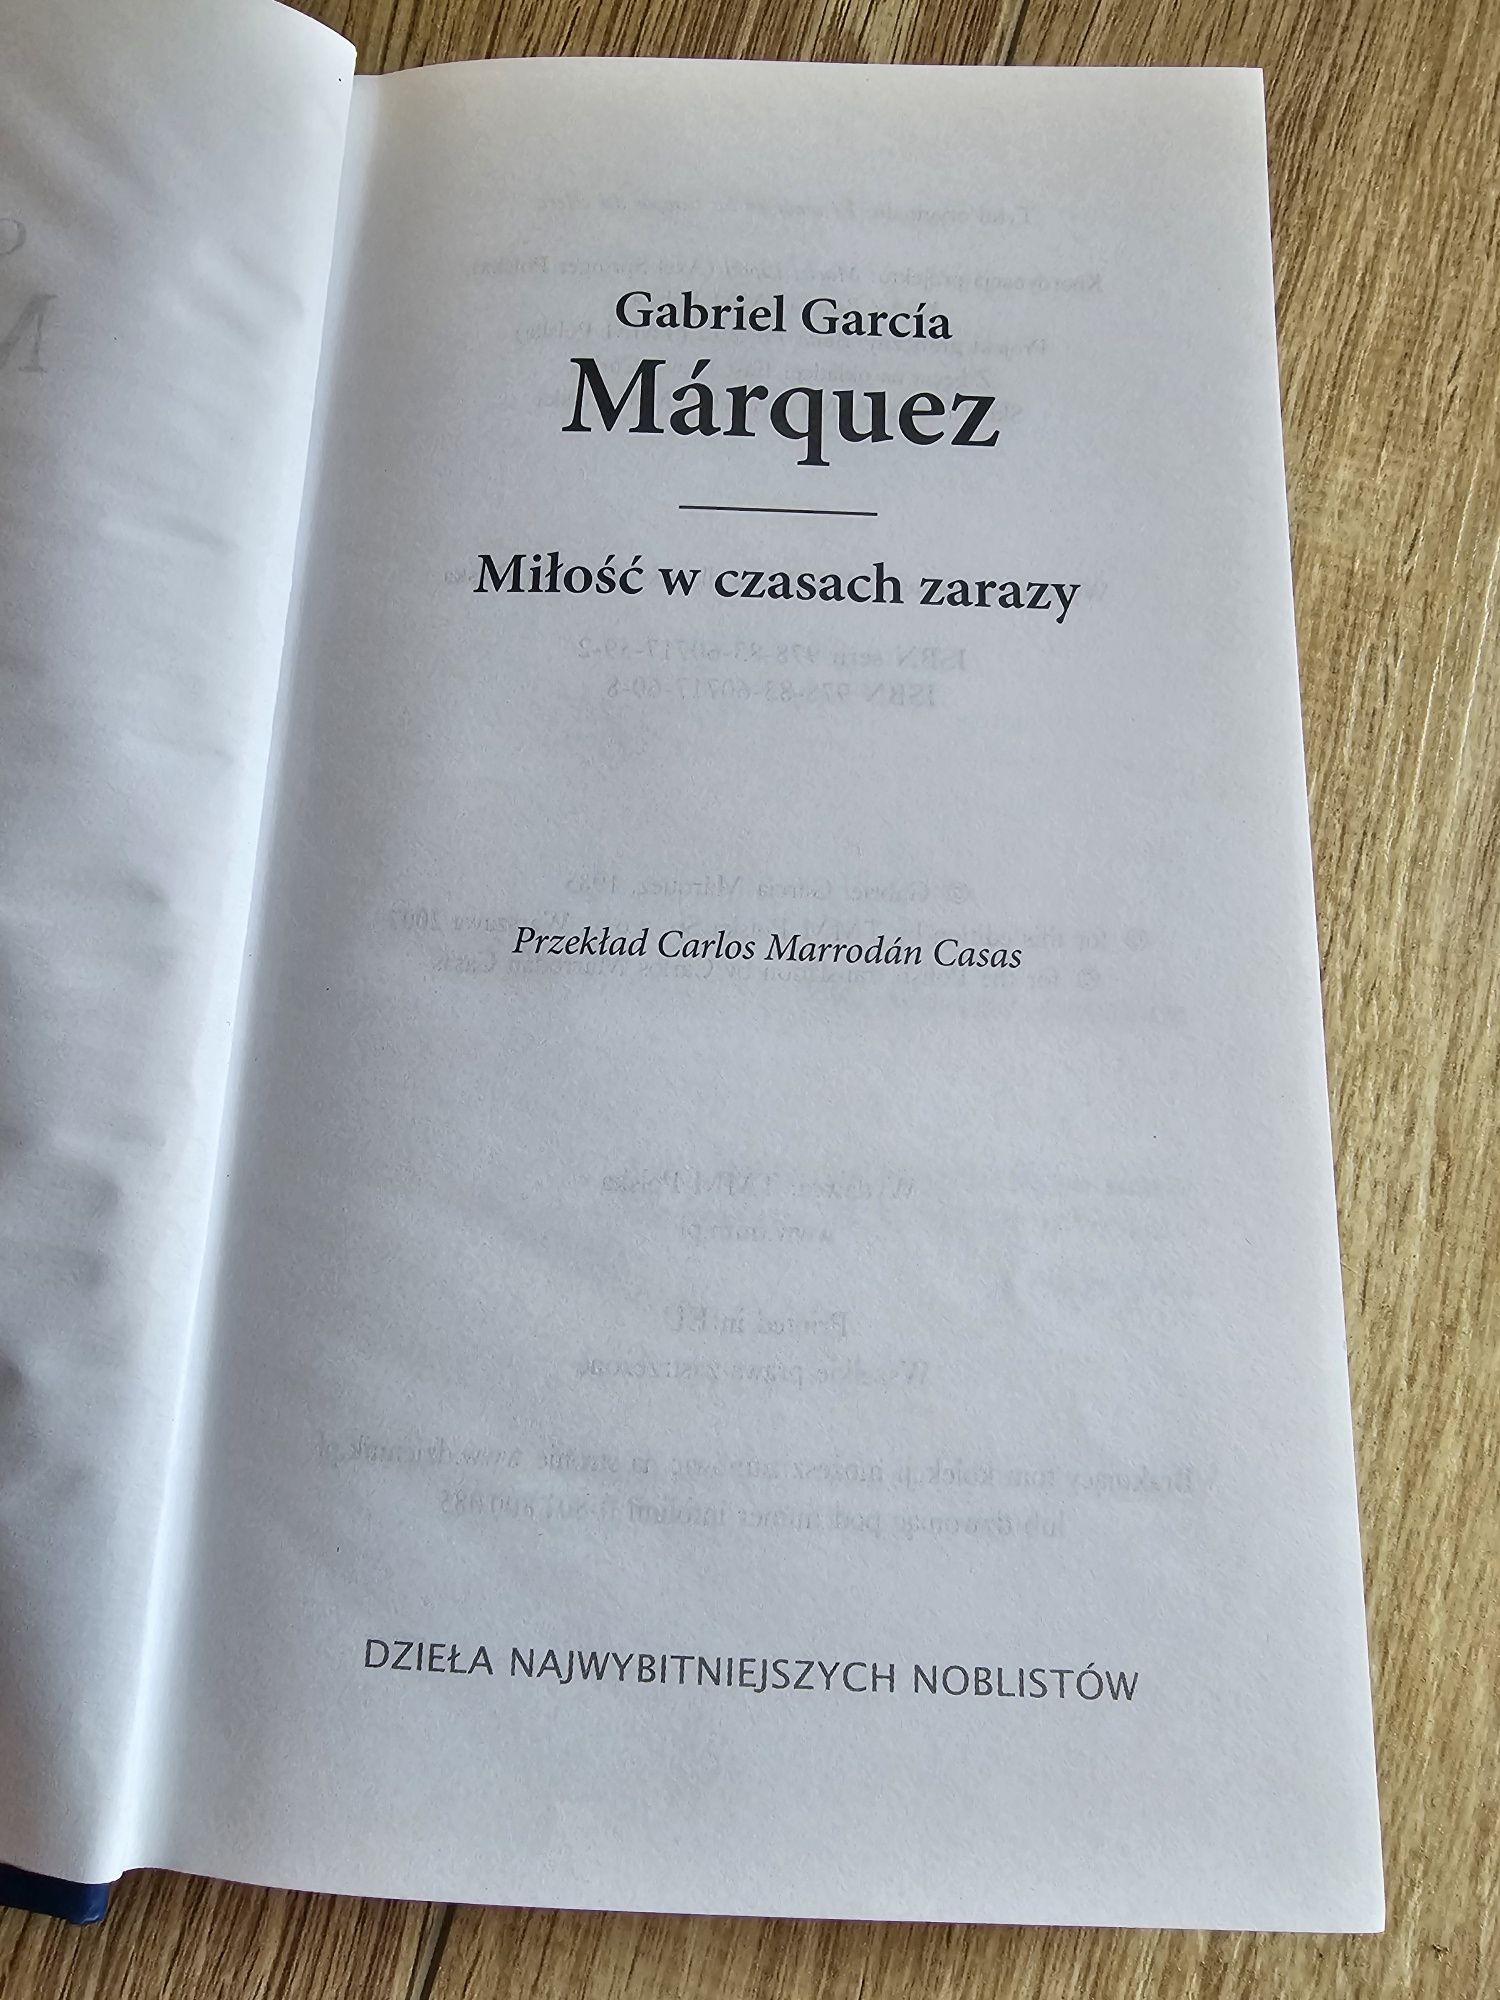 Gabriel García
Márquez
Miłość w czasach zarazy
Przekład Carlos Marrodán Casas
DZIEŁA NAJWYBITNIEJSZYCH NOBLISTÓW